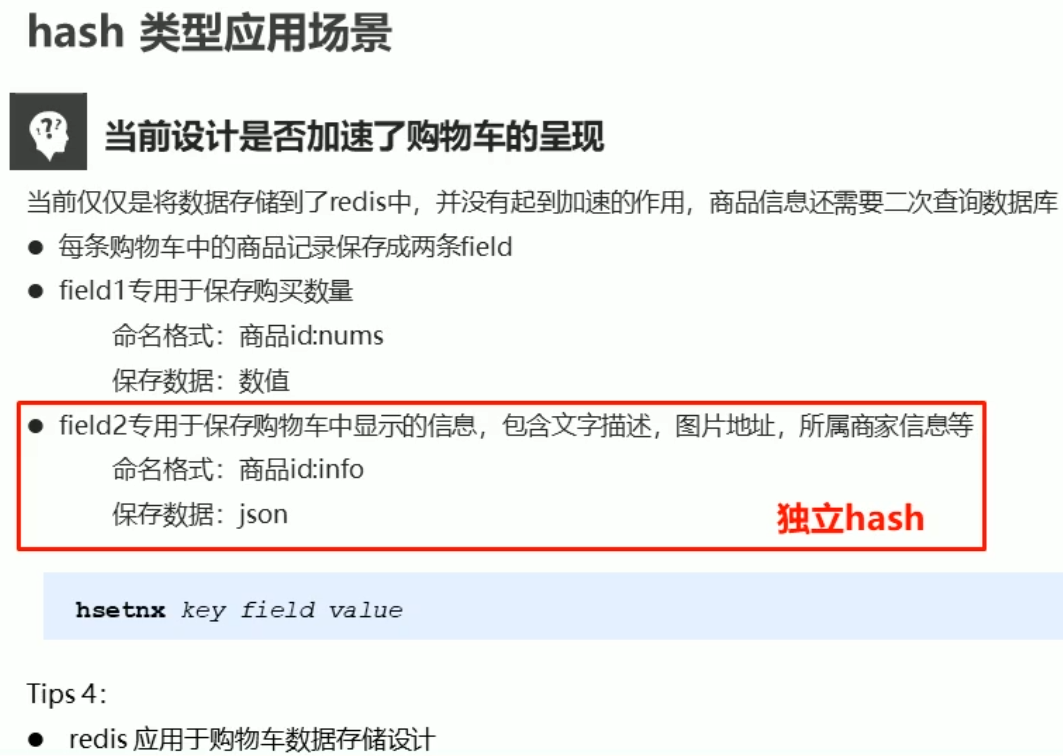 hash 类型应用场景
当前设计是否加速了购物车的呈现
当前仅仅是将数据存储到了redis中，并没有起到加速的作用，商品信息还需要二次查询数据库
● 每条购物车中的商品记录保存成两条field
● field1专用于保存购买数量
命名格式：商品id:nums
保存数据：数值
● field2专用于保存购物车中显示的信息，包含文字描述，图片地址，所属商家信息等
命名格式：商品id:info
保存数据：json
独立hash
hsetnx key field value
Tips 4：
● redis 应用于购物车数据存储设计